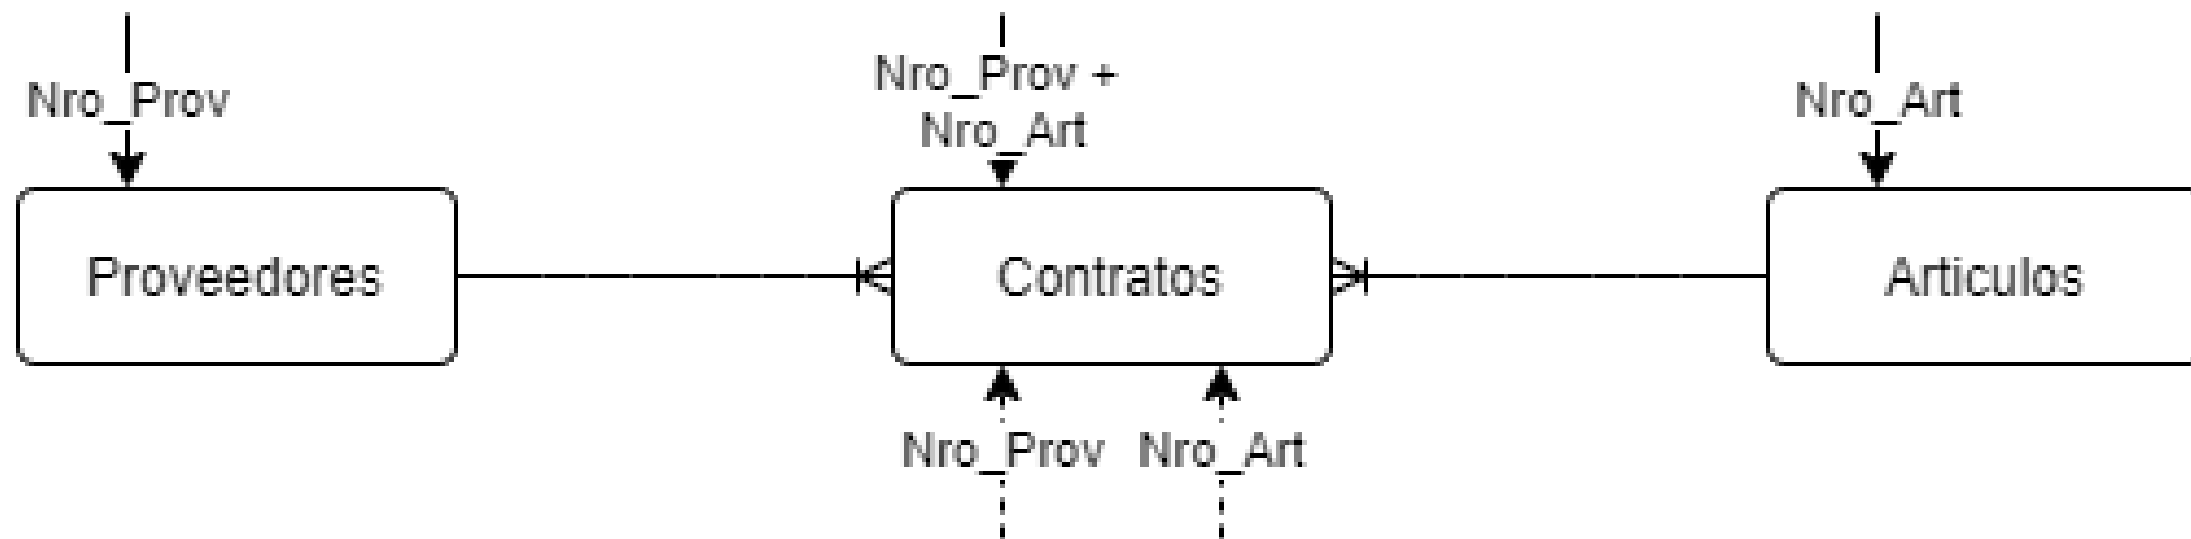 Nro_Prov
Nro_Prov +
Nro_Art
Nro_Art
Proveedores
Contratos
Articulos
Nro_Prov
Nro_Art